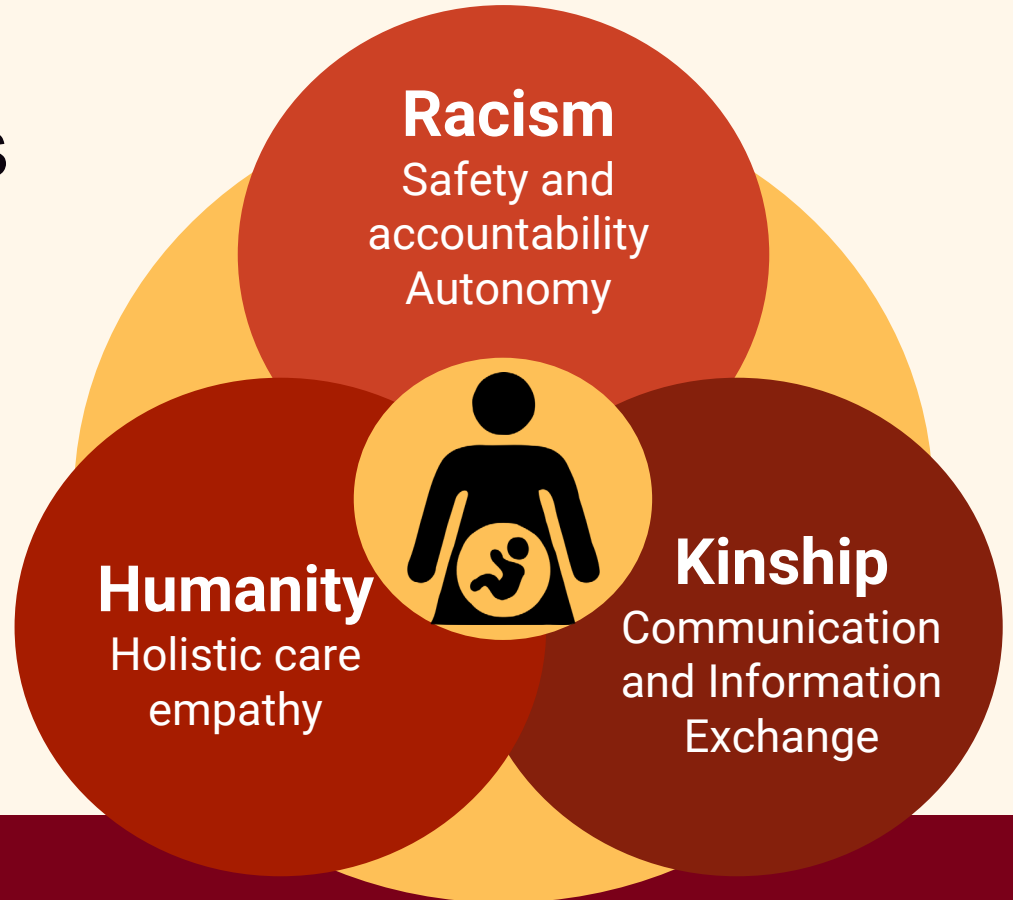 s
Racism
Safety and
accountability
Autonomy
Humanity
Holistic care
empathy
Kinship
Communication
and Information
Exchange